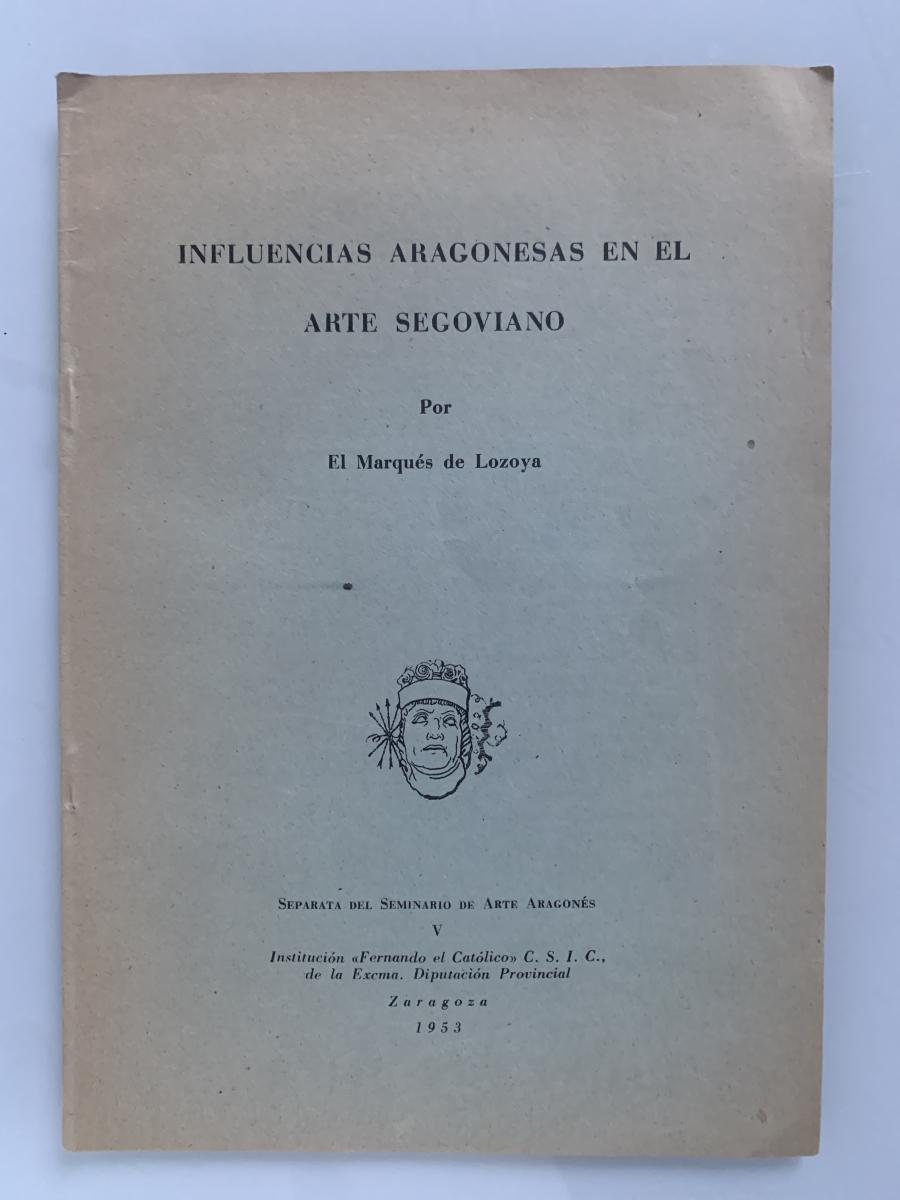 INFLUENCIAS ARAGONESAS EN EL
ARTE SEGOVIANO
Por
El Marqués de Lozoya
SEPARATA DEL SEMINARIO DE ARTE ARAGONÉS
V
Institución «Fernando el Católico» C. S. I. C.,
de la Excma. Diputación Provincial
Zaragoza
1953